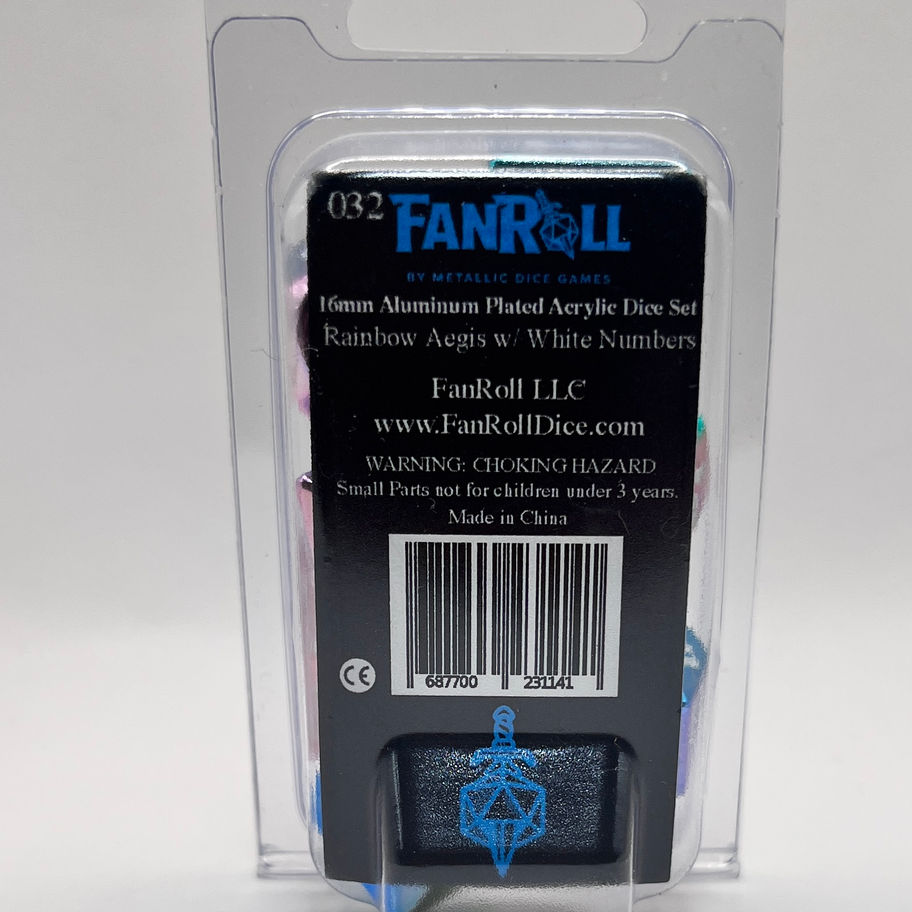 032 FANROLL
BY METALLIC DICE GAMES
16mm Aluminum Plated Acrylic Dice Set
Rainbow Aegis w/ White Numbers
FanRoll LLC
www.FanRollDice.com
WARNING: CHOKING HAZARD
Small Parts not for children under 3 years.
Made in China
CE
687700 231141